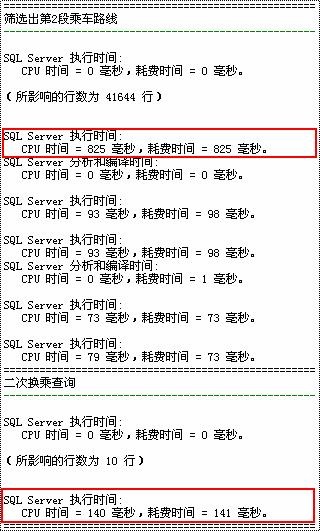 筛选出第2段乘车路线
SQL Server 执行时间:
CPU 时间 = 0 毫秒，耗费时间 = 0 毫秒。
（所影响的行数为 41644 行）
SQL Server 执行时间:
CPU 时间 = 825 毫秒，耗费时间 = 825 毫秒。
SQL Server 分析和编译时间:
CPU 时间 = 0 毫秒，耗费时间 = 0 毫秒。
SQL Server 执行时间:
CPU 时间 = 93 毫秒，耗费时间 = 98 毫秒。
SQL Server 执行时间:
CPU 时间 = 93 毫秒，耗费时间 = 98 毫秒。
SQL Server 分析和编译时间:
CPU 时间 = 0 毫秒，耗费时间 = 1 毫秒。
SQL Server 执行时间:
CPU 时间 = 73 毫秒，耗费时间 = 73 毫秒。
SQL Server 执行时间:
CPU 时间 = 79 毫秒，耗费时间 = 73 毫秒。
二次换乘查询
SQL Server 执行时间:
CPU 时间 = 0 毫秒，耗费时间 = 0 毫秒。
（所影响的行数为 10 行）
SQL Server 执行时间:
CPU 时间 = 140 毫秒，耗费时间 = 141 毫秒。